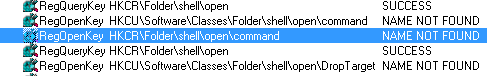 RegQueryKey HKCR\Folder\shell\open SUCCESS
RegOpenKey HKCU\Software\Classes\Folder\shell\open\command NAME NOT FOUND
RegOpenKey HKCR\Folder\shell\open\command NAME NOT FOUND
RegQueryKey HKCR\Folder\shell\open SUCCESS
RegOpenKey HKCU\Software\Classes\Folder\shell\open\DropTarget NAME NOT FOUND